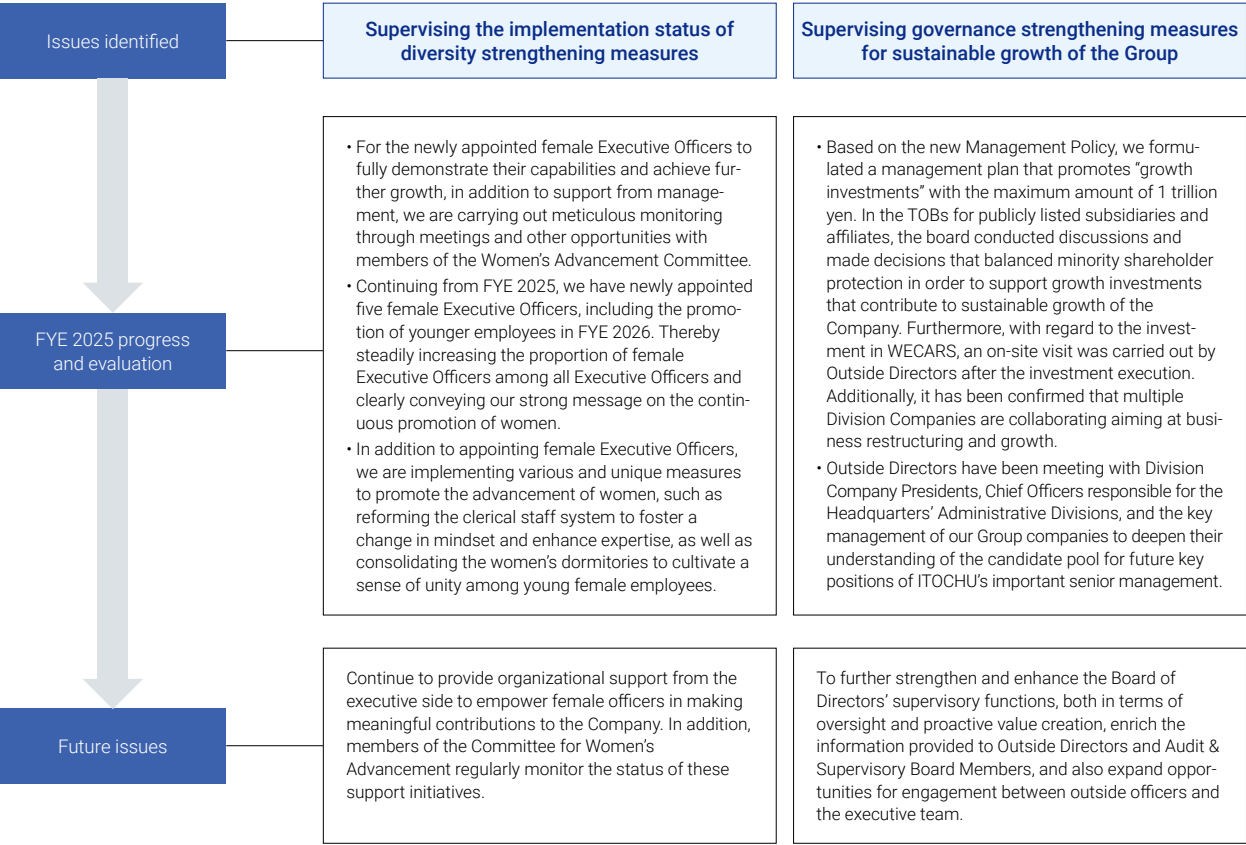 Issues identified
Supervising the implementation status of
diversity strengthening measures
Supervising governance strengthening measures
for sustainable growth of the Group
FYE 2025 progress
and evaluation
• For the newly appointed female Executive Officers to
fully demonstrate their capabilities and achieve fur-
ther growth, in addition to support from manage-
ment, we are carrying out meticulous monitoring
through meetings and other opportunities with
members of the Women’s Advancement Committee.
• Continuing from FYE 2025, we have newly appointed
five female Executive Officers, including the promo-
tion of younger employees in FYE 2026. Thereby
steadily increasing the proportion of female
Executive Officers among all Executive Officers and
clearly conveying our strong message on the contin-
uous promotion of women.
• In addition to appointing female Executive Officers,
we are implementing various and unique measures
to promote the advancement of women, such as
reforming the clerical staff system to foster a
change in mindset and enhance expertise, as well as
consolidating the women’s dormitories to cultivate a
sense of unity among young female employees.
• Based on the new Management Policy, we formu-
lated a management plan that promotes “growth
investments” with the maximum amount of 1 trillion
yen. In the TOBs for publicly listed subsidiaries and
affiliates, the board conducted discussions and
made decisions that balanced minority shareholder
protection in order to support growth investments
that contribute to sustainable growth of the
Company. Furthermore, with regard to the invest-
ment in WECARS, an on-site visit was carried out by
Outside Directors after the investment execution.
Additionally, it has been confirmed that multiple
Division Companies are collaborating aiming at busi-
ness restructuring and growth.
• Outside Directors have been meeting with Division
Company Presidents, Chief Officers responsible for the
Headquarters’ Administrative Divisions, and the key
management of our Group companies to deepen their
understanding of the candidate pool for future key
positions of ITOCHU’s important senior management.
Future issues
Continue to provide organizational support from the
executive side to empower female officers in making
meaningful contributions to the Company. In addition,
members of the Committee for Women’s
Advancement regularly monitor the status of these
support initiatives.
To further strengthen and enhance the Board of
Directors’ supervisory functions, both in terms of
oversight and proactive value creation, enrich the
information provided to Outside Directors and Audit &
Supervisory Board Members, and also expand oppor-
tunities for engagement between outside officers and
the executive team.